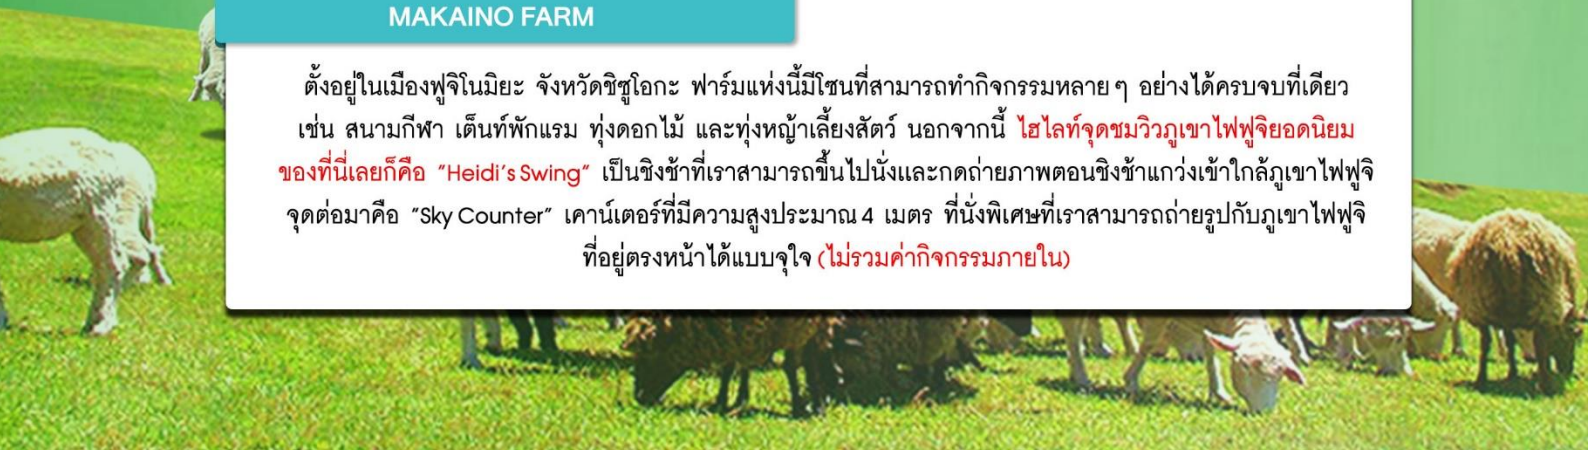 MAKAINO FARM
ตั้งอยู่ในเมืองฟูจิโนมิยะ จังหวัดชิซูโอกะ ฟาร์มแห่งนี้มีโซนที่สามารถทำกิจกรรมหลาย ๆ อย่างได้ครบจบที่เดียว
เช่น สนามกีฬา เต็นท์พักแรม ทุ่งดอกไม้ และทุ่งหญ้าเลี้ยงสัตว์ นอกจากนี้ ไฮไลท์จุดชมวิวภูเขาไฟฟูจิยอดนิยม
ของที่นี่เลยก็คือ "Heidi's Swing" เป็นชิงช้าที่เราสามารถขึ้นไปนั่งและกดถ่ายภาพตอนชิงช้าแกว่งเข้าใกล้ภูเขาไฟฟูจิ
จุดต่อมาคือ "Sky Counter" เคาน์เตอร์ที่มีความสูงประมาณ 4 เมตร ที่นั่งพิเศษที่เราสามารถถ่ายรูปกับภูเขาไฟฟูจิ
ที่อยู่ตรงหน้าได้แบบจุใจ (ไม่รวมค่ากิจกรรมภายใน)